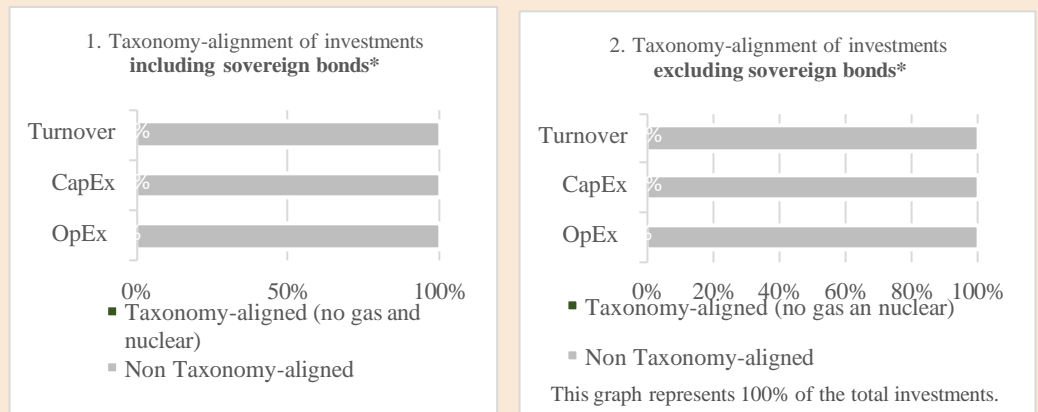 1. Taxonomy-alignment of investments
including sovereign bonds*
Turnover
%
CapEx
%
OpEx
0% 50% 100%
Taxonomy-aligned (no gas and
nuclear)
Non Taxonomy-aligned
2. Taxonomy-alignment of investments
excluding sovereign bonds*
Turnover
%
CapEx
%
OpEx
0% 20% 40% 60% 80% 100%
Taxonomy-aligned (no gas an nuclear)
Non Taxonomy-aligned
This graph represents 100% of the total investments.